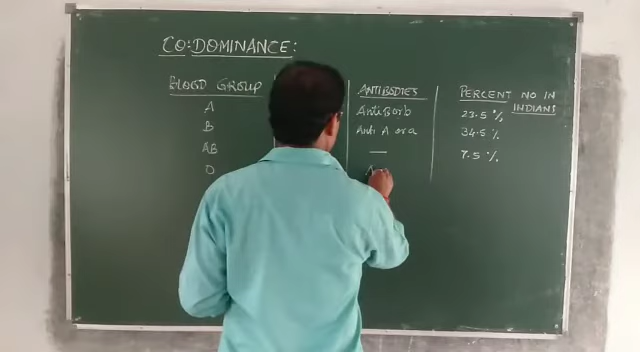 CO:DOMINANCE:
BLOOD GROUP ANTIBODIES PERCENT NO IN INDIANS
A Anti B or b 23.5 %
B Anti A or a 34.5 %
AB — 7.5 %
O A